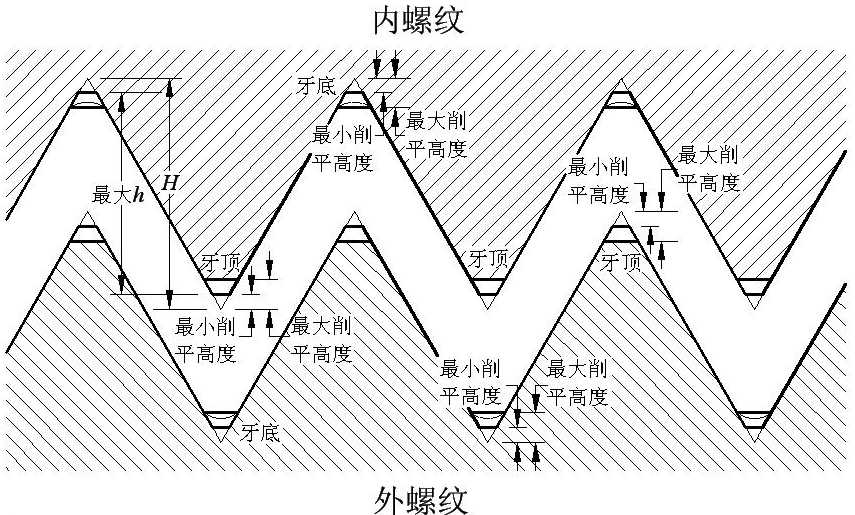 内螺纹
牙底
最小削
平高度
最大削
平高度
最小削
平高度
最大削
平高度
最大h
H
牙顶
牙顶
牙顶
最小削
平高度
最大削
平高度
最小削
平高度
最大削
平高度
牙底
外螺纹